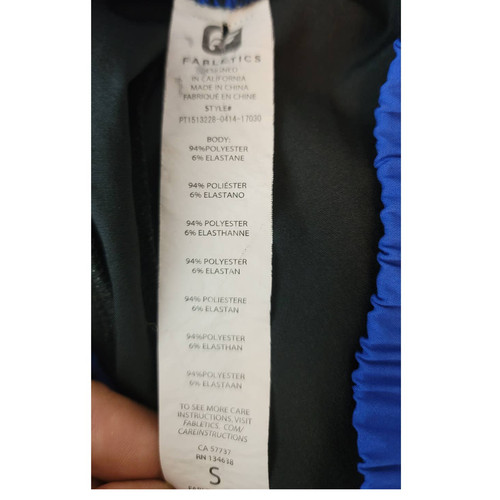 FABLETICS
DESIGNED
IN CALIFORNIA
MADE IN CHINA
FABRIQUÉ EN CHINE
STYLE#
PT1513228-0414-17030
BODY:
94%POLYESTER
6% ELASTANE
94% POLIÉSTER
6% ELASTANO
94% POLYESTER
6% ELASTHANNE
94% POLYESTER
6% ELASTAN
94% POLIESTERE
6% ELASTAN
94%POLYESTER
6% ELASTHAN
94%POLYESTER
6% ELASTAAN
TO SEE MORE CARE
INSTRUCTIONS, VISIT
FABLETICS. COM/
CAREINSTRUCTIONS
CA 57737
RN 134638
S